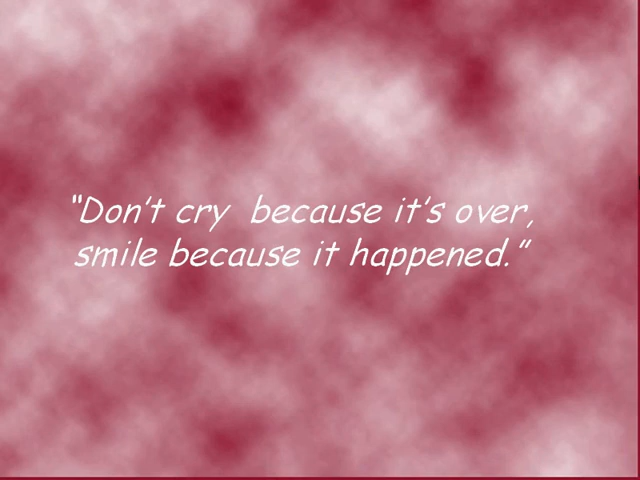 “Don’t cry  because it’s over,
smile because it happened.”